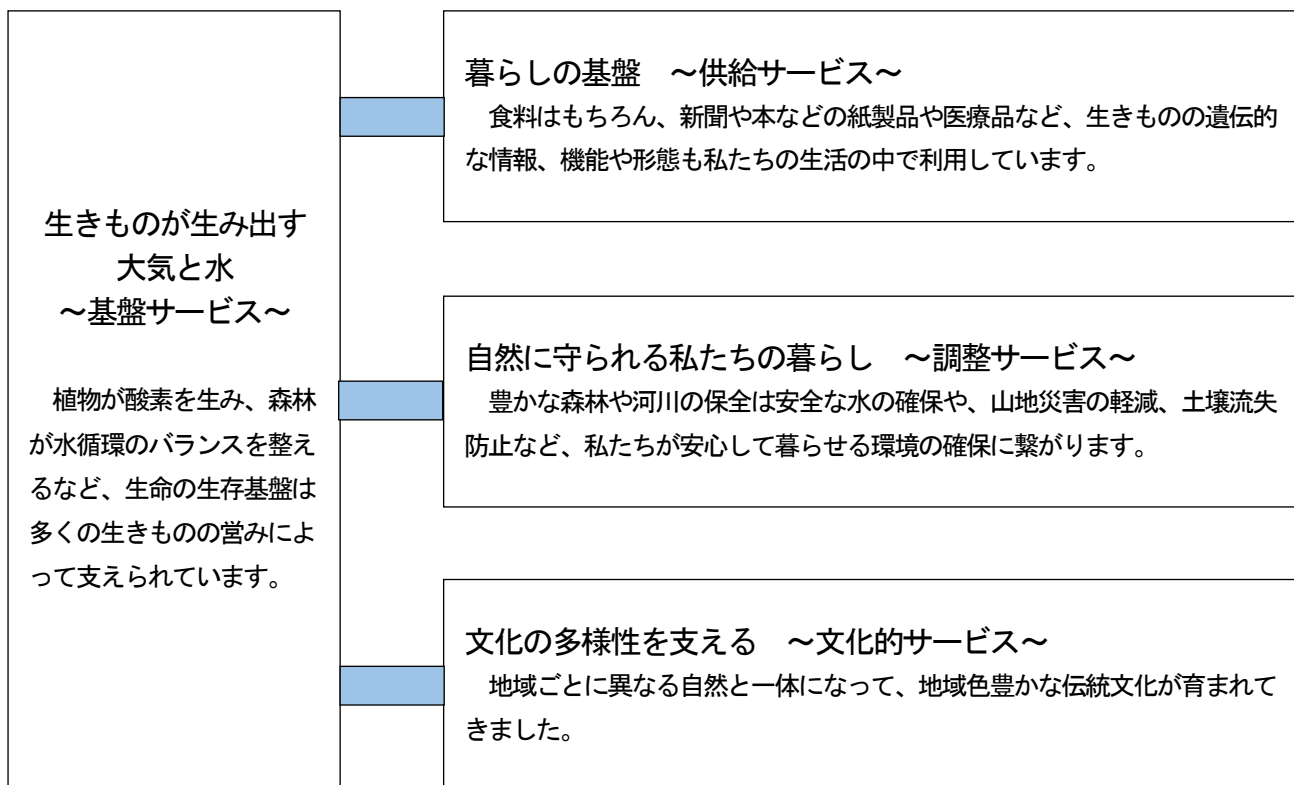 生きものが生み出す
大気と水
~基盤サービス~
　植物が酸素を生み、森林
が水循環のバランスを整え
るなど、生命の生存基盤は
多くの生きものの営みによ
って支えられています。
暮らしの基盤　~供給サービス~
　食料はもちろん、新聞や本などの紙製品や医療品など、生きものの遺伝的
な情報、機能や形態も私たちの生活の中で利用しています。
自然に守られる私たちの暮らし　~調整サービス~
　豊かな森林や河川の保全は安全な水の確保や、山地災害の軽減、土壌流失
防止など、私たちが安心して暮らせる環境の確保に繋がります。
文化の多様性を支える　~文化的サービス~
　地域ごとに異なる自然と一体になって、地域色豊かな伝統文化が育まれて
きました。